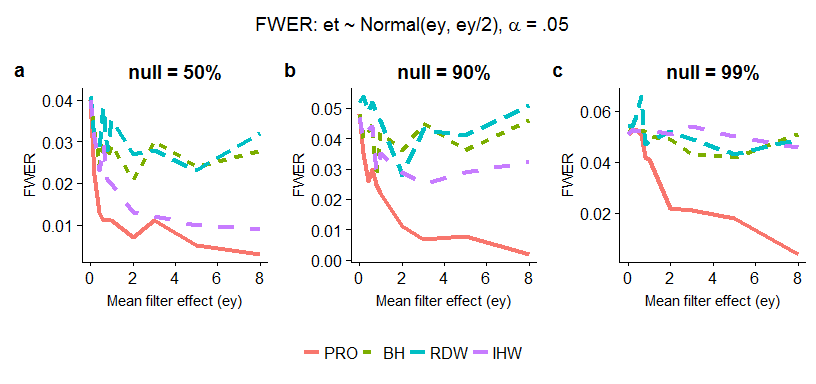 FWER: et ~ Normal(ey, ey/2), α = .05
a
null = 50%
b
null = 90%
c
null = 99%
FWER
0.04
0.03
0.02
0.01
0 2 4 6 8
Mean filter effect (ey)
FWER
0.05
0.04
0.03
0.02
0.01
0.00
0 2 4 6 8
Mean filter effect (ey)
FWER
0.06
0.04
0.02
0 2 4 6 8
Mean filter effect (ey)
PRO BH RDW IHW